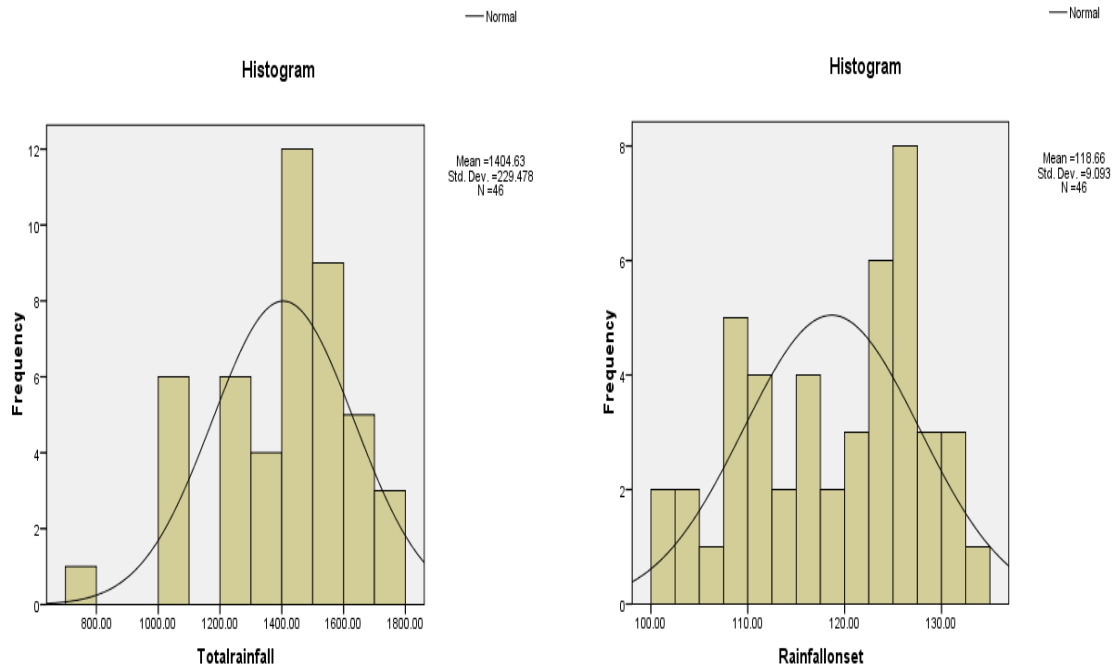 Normal
Histogram
Mean =1404.63
Std. Dev. =229.478
N =46
Frequency
12
10
8
6
4
2
0
800.00 1000.00 1200.00 1400.00 1600.00 1800.00
Totalrainfall
Normal
Histogram
Mean =118.66
Std. Dev. =9.093
N =46
Frequency
8
6
4
2
0
100.00 110.00 120.00 130.00
Rainfallonset